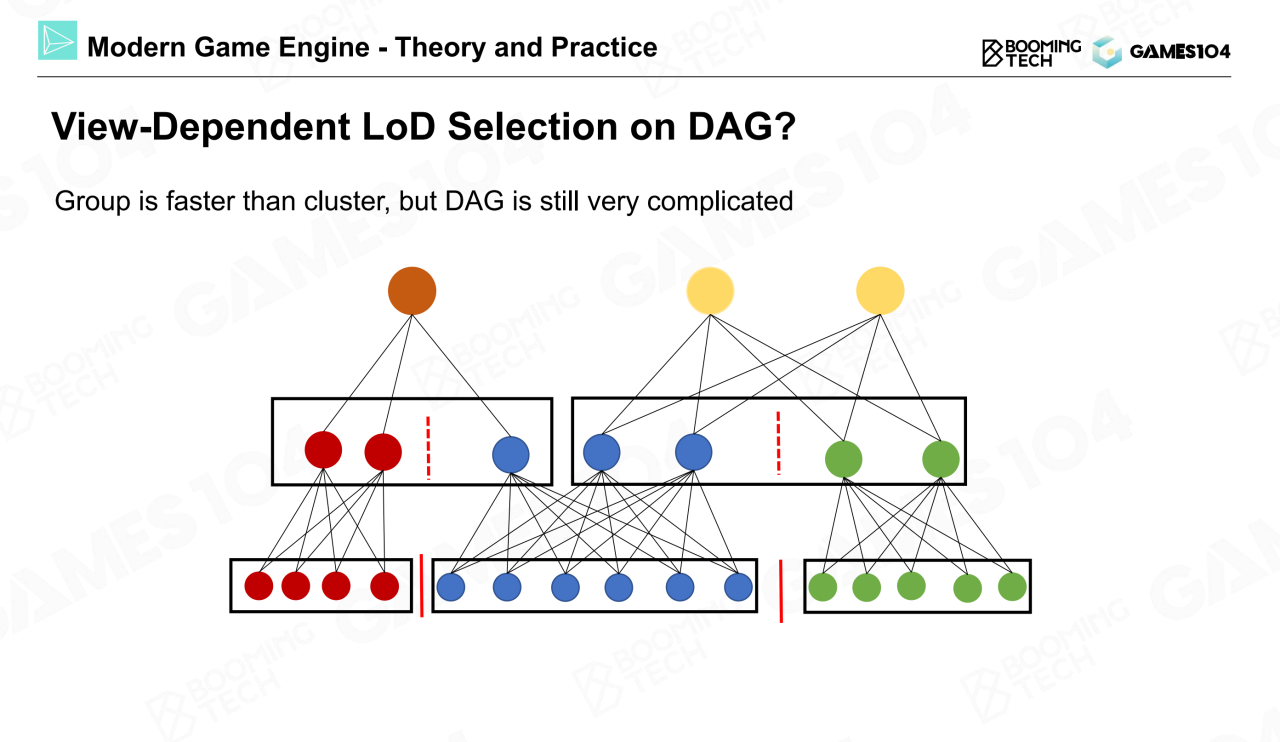 Modern Game Engine - Theory and Practice
BOOMING
TECH
GAMES104
View-Dependent LoD Selection on DAG?
Group is faster than cluster, but DAG is still very complicated